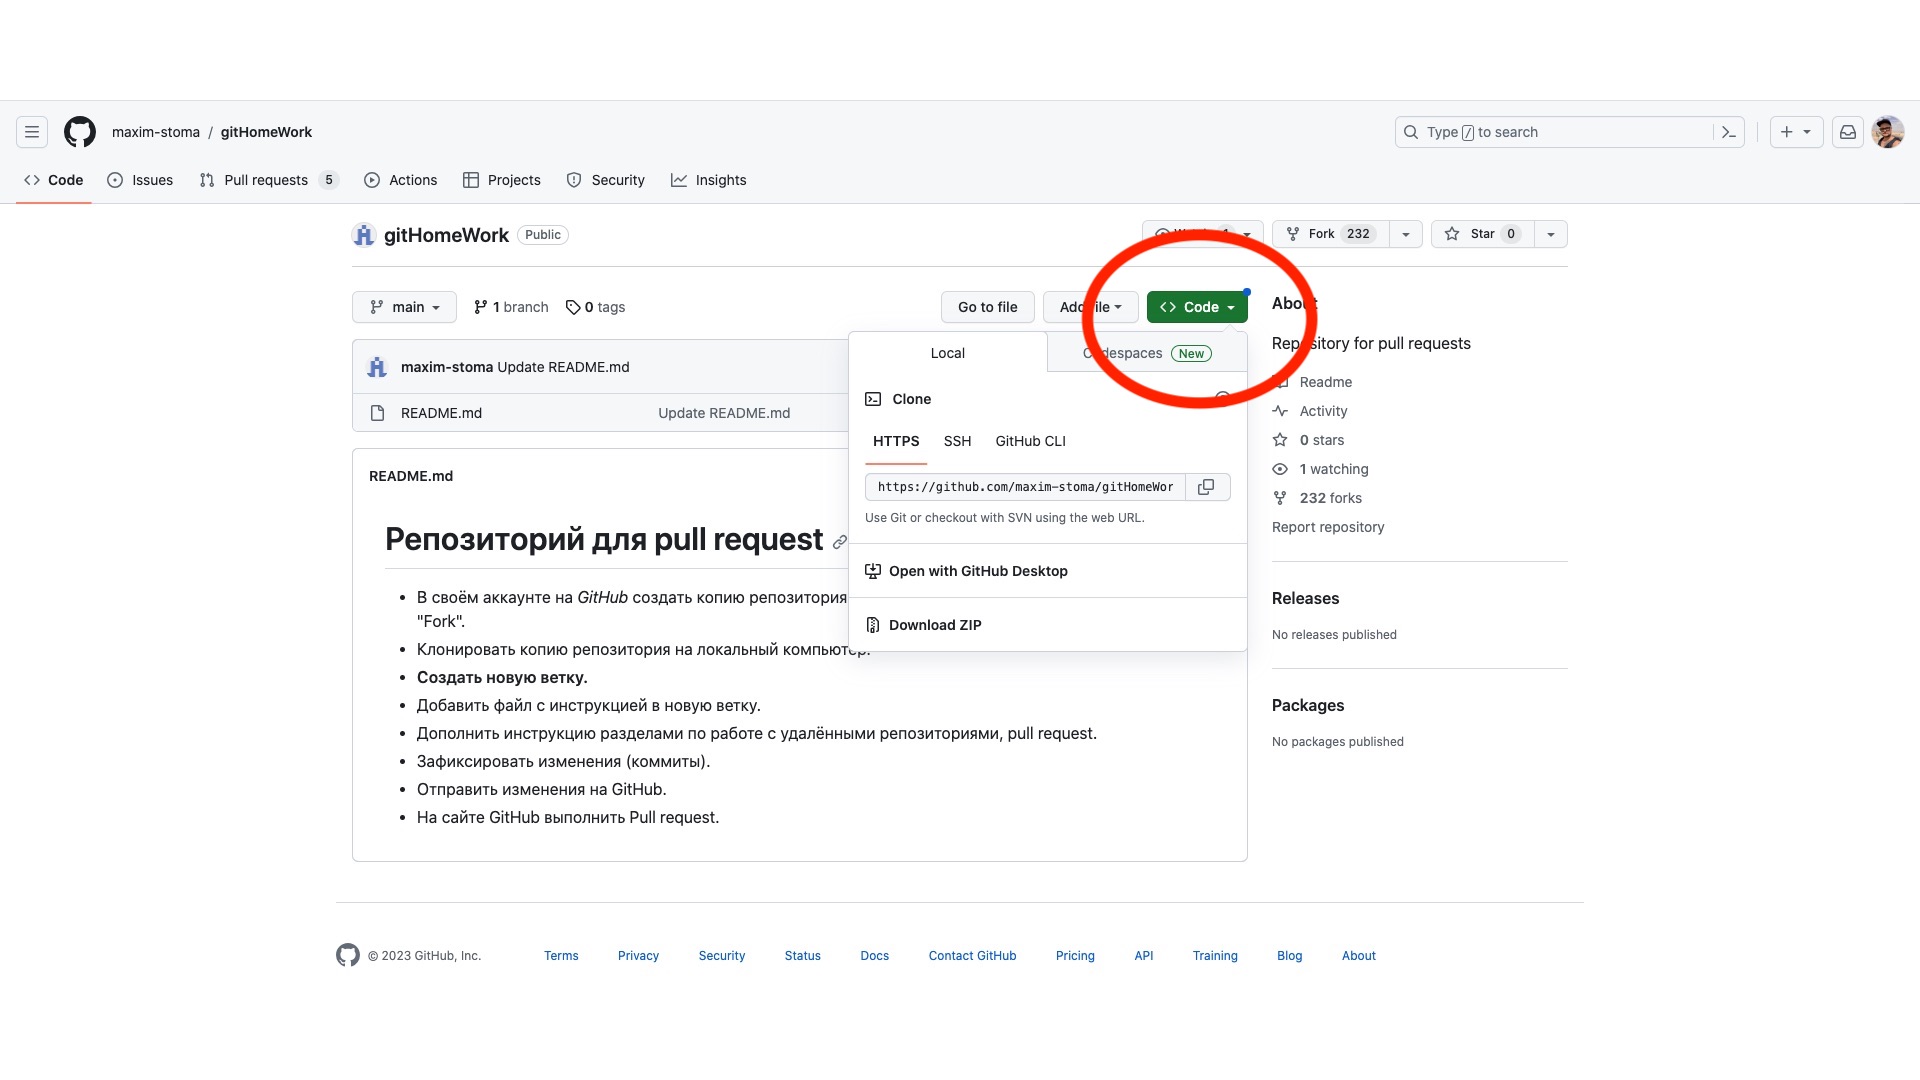 maxim-stoma / gitHomeWork
Type / to search
Code
Issues
Pull requests 5
Actions
Projects
Security
Insights
gitHomeWork Public
Fork 232
Star 0
main
1 branch
0 tags
Go to file
Code
About
Repository for pull requests
Readme
Activity
0 stars
1 watching
232 forks
Report repository
Releases
No releases published
Packages
No packages published
maxim-stoma Update README.md
README.md Update README.md
Local
Codespaces New
Clone
HTTPS SSH GitHub CLI
https://github.com/maxim-stoma/gitHomeWor
Use Git or checkout with SVN using the web URL.
Open with GitHub Desktop
Download ZIP
README.md
Репозиторий для pull request
В своём аккаунте на GitHub создать копию репозитория
"Fork".
Клонировать копию репозитория на локальный компьютер.
Создать новую ветку.
Добавить файл с инструкцией в новую ветку.
Дополнить инструкцию разделами по работе с удалёнными репозиториями, pull request.
Зафиксировать изменения (коммиты).
Отправить изменения на GitHub.
На сайте GitHub выполнить Pull request.
© 2023 GitHub, Inc.
Terms
Privacy
Security
Status
Docs
Contact GitHub
Pricing
API
Training
Blog
About